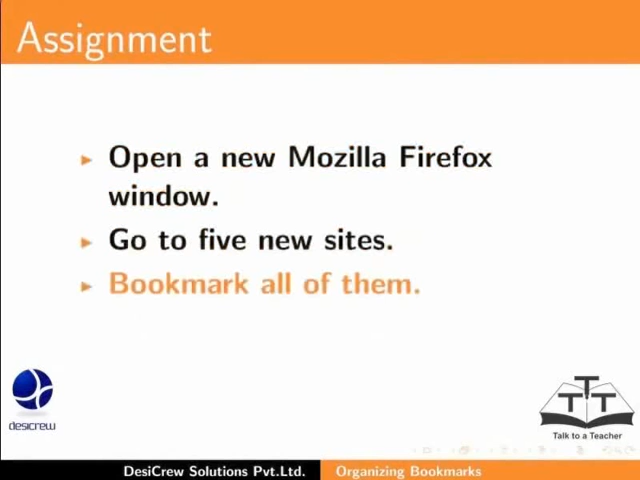 Assignment
Open a new Mozilla Firefox
window.
Go to five new sites.
Bookmark all of them.
desicrew
TTT
Talk to a Teacher
DesiCrew Solutions Pvt.Ltd.
Organizing Bookmarks